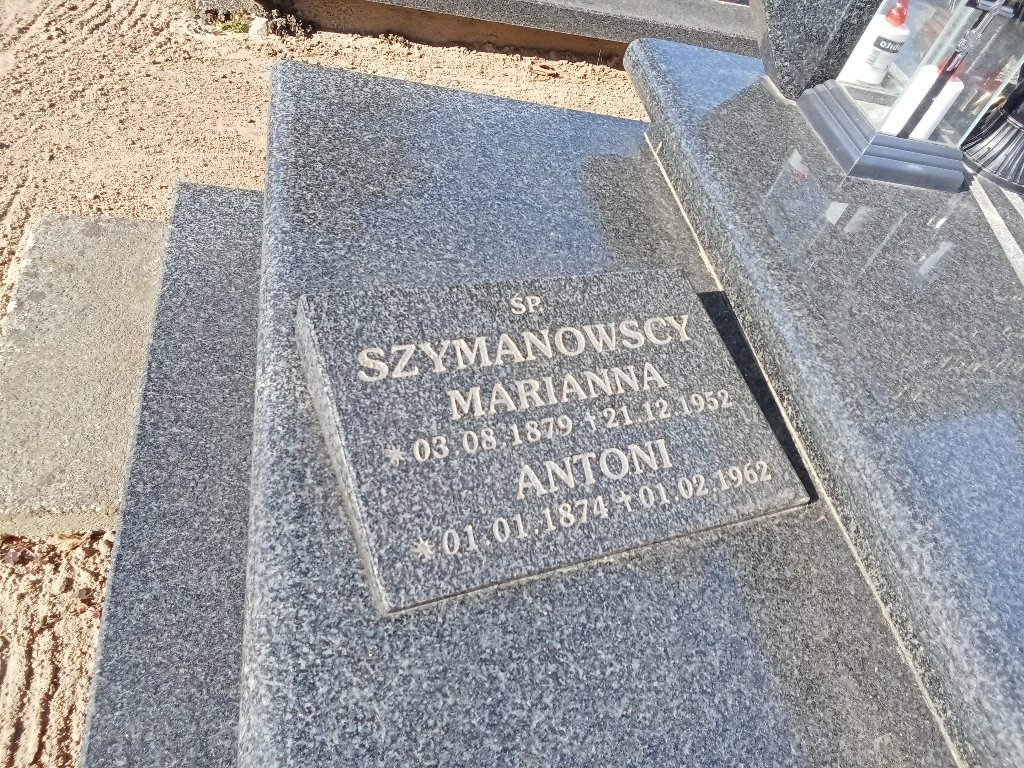 ŚP
SZYMANOWSCY
MARIANNA
*03.08.1879 †21.12.1952
ANTONI
*01.01.1874 †01.02.1962